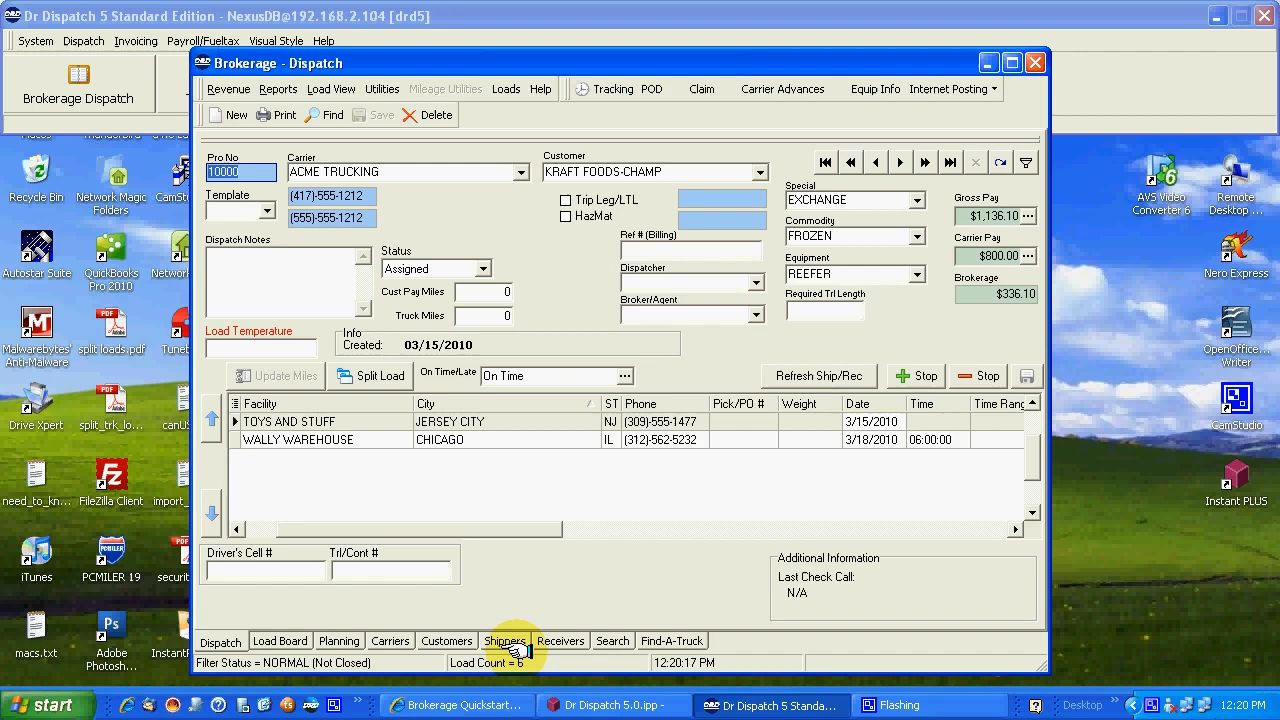 Dr Dispatch 5 Standard Edition - NexusDB@192.168.2.104 [drd5]
System Dispatch Invoicing Payroll/Fueltax Visual Style Help
Brokerage Dispatch
Brokerage - Dispatch
Revenue Reports Load View Utilities Mileage Utilities Loads Help Tracking POD Claim Carrier Advances Equip Info Internet Posting
New Print Find Save Delete
Pro No Carrier Customer
10000 ACME TRUCKING KRAFT FOODS-CHAMP
Template (417)-555-1212 Trip Leg/LTL Special Gross Pay
(555)-555-1212 HazMat EXCHANGE $1,136.10
Dispatch Notes Status Ref # (Billing) Commodity Carrier Pay
Assigned FROZEN $800.00
Cust Pay Miles 0 Dispatcher Equipment Brokerage
REEFER $336.10
Truck Miles 0 Broker/Agent Required Trl Length
Load Temperature Info
Created: 03/15/2010
Update Miles Split Load On Time/Late On Time Refresh Ship/Rec Stop Stop
Facility City ST Phone Pick/PO # Weight Date Time Time Rang
TOYS AND STUFF JERSEY CITY NJ (309)-555-1477 3/15/2010
WALLY WAREHOUSE CHICAGO IL (312)-562-5232 3/18/2010 06:00:00
Driver's Cell # Trl/Cont # Additional Information
Last Check Call:
N/A
Dispatch Load Board Planning Carriers Customers Shippers Receivers Search Find-A-Truck
Filter Status = NORMAL (Not Closed) Load Count = 6 12:20:17 PM
Recycle Bin Network Magic Folders
Autostar Suite QuickBooks Pro 2010
Malwarebytes' Anti-Malware split loads.pdf
Drive Xpert split_trk_lo...
need_to_kn... FileZilla Client
iTunes PCMILER 19
macs.txt Adobe Photosh...
AVS Video Converter 6 Remote Desktop ...
Nero Express
OpenOffice.... Writer
CamStudio
Instant PLUS
start Brokerage Quickstart... Dr Dispatch 5.0.ipp - Dr Dispatch 5 Standa... Flashing Desktop 12:20 PM